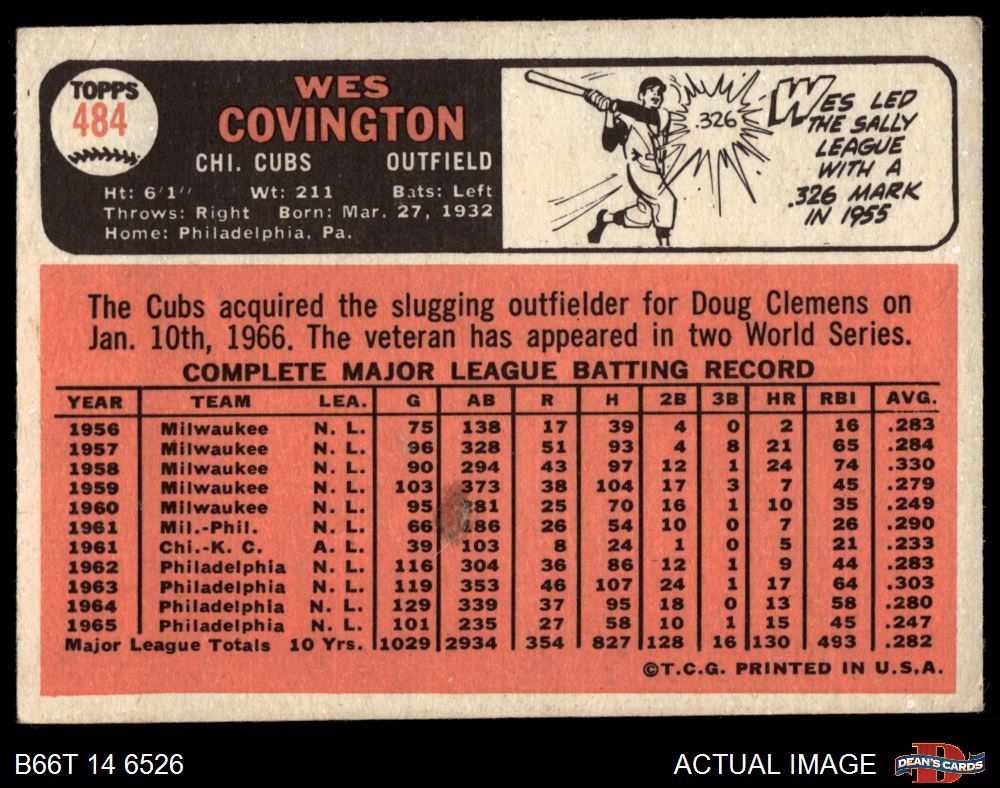 TOPPS
484
WES
COVINGTON
CHI. CUBS OUTFIELD
Ht: 6'1" Wt: 211 Bats: Left
Throws: Right Born: Mar. 27, 1932
Home: Philadelphia, Pa.
.326
WES LED
THE SALLY
LEAGUE
WITH A
.326 MARK
IN 1955
The Cubs acquired the slugging outfielder for Doug Clemens on
Jan. 10th, 1966. The veteran has appeared in two World Series.
COMPLETE MAJOR LEAGUE BATTING RECORD
YEAR TEAM LEA. G AB R H 2B 3B HR RBI AVG.
1956 Milwaukee N. L. 75 138 17 39 4 0 2 16 .283
1957 Milwaukee N. L. 96 328 51 93 4 8 21 65 .284
1958 Milwaukee N. L. 90 294 43 97 12 1 24 74 .330
1959 Milwaukee N. L. 103 373 38 104 17 3 7 45 .279
1960 Milwaukee N. L. 95 281 25 70 16 1 10 35 .249
1961 Mil.-Phil. N. L. 66 186 26 54 10 0 7 26 .290
1961 Chi.-K. C. A. L. 39 103 8 24 1 0 5 21 .233
1962 Philadelphia N. L. 116 304 36 86 12 1 9 44 .283
1963 Philadelphia N. L. 119 353 46 107 24 1 17 64 .303
1964 Philadelphia N. L. 129 339 37 95 18 0 13 58 .280
1965 Philadelphia N. L. 101 235 27 58 10 1 15 45 .247
Major League Totals 10 Yrs. 1029 2934 354 827 128 16 130 493 .282
©T.C.G. PRINTED IN U.S.A.
B66T 14 6526 ACTUAL IMAGE
DEAN'S CARDS